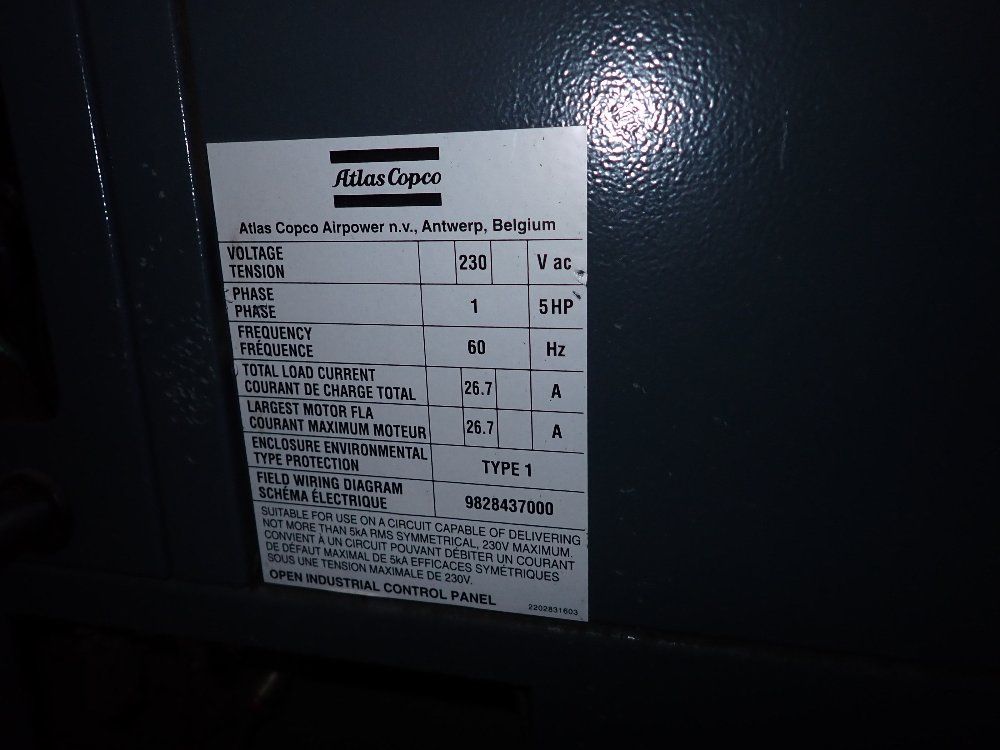 Atlas Copco
Atlas Copco Airpower n.v., Antwerp, Belgium
VOLTAGE
TENSION
230
V ac
PHASE
PHASE
1
5 HP
FREQUENCY
FRÉQUENCE
60
Hz
TOTAL LOAD CURRENT
COURANT DE CHARGE TOTAL
26.7
A
LARGEST MOTOR FLA
COURANT MAXIMUM MOTEUR
26.7
A
ENCLOSURE ENVIRONMENTAL
TYPE PROTECTION
TYPE 1
FIELD WIRING DIAGRAM
SCHÉMA ÉLECTRIQUE
9828437000
SUITABLE FOR USE ON A CIRCUIT CAPABLE OF DELIVERING
NOT MORE THAN 5kA RMS SYMMETRICAL, 230V MAXIMUM.
CONVIENT À UN CIRCUIT POUVANT DÉBITER UN COURANT
DE DÉFAUT MAXIMAL DE 5kA EFFICACES SYMÉTRIQUES
SOUS UNE TENSION MAXIMALE DE 230V.
OPEN INDUSTRIAL CONTROL PANEL
2202831603